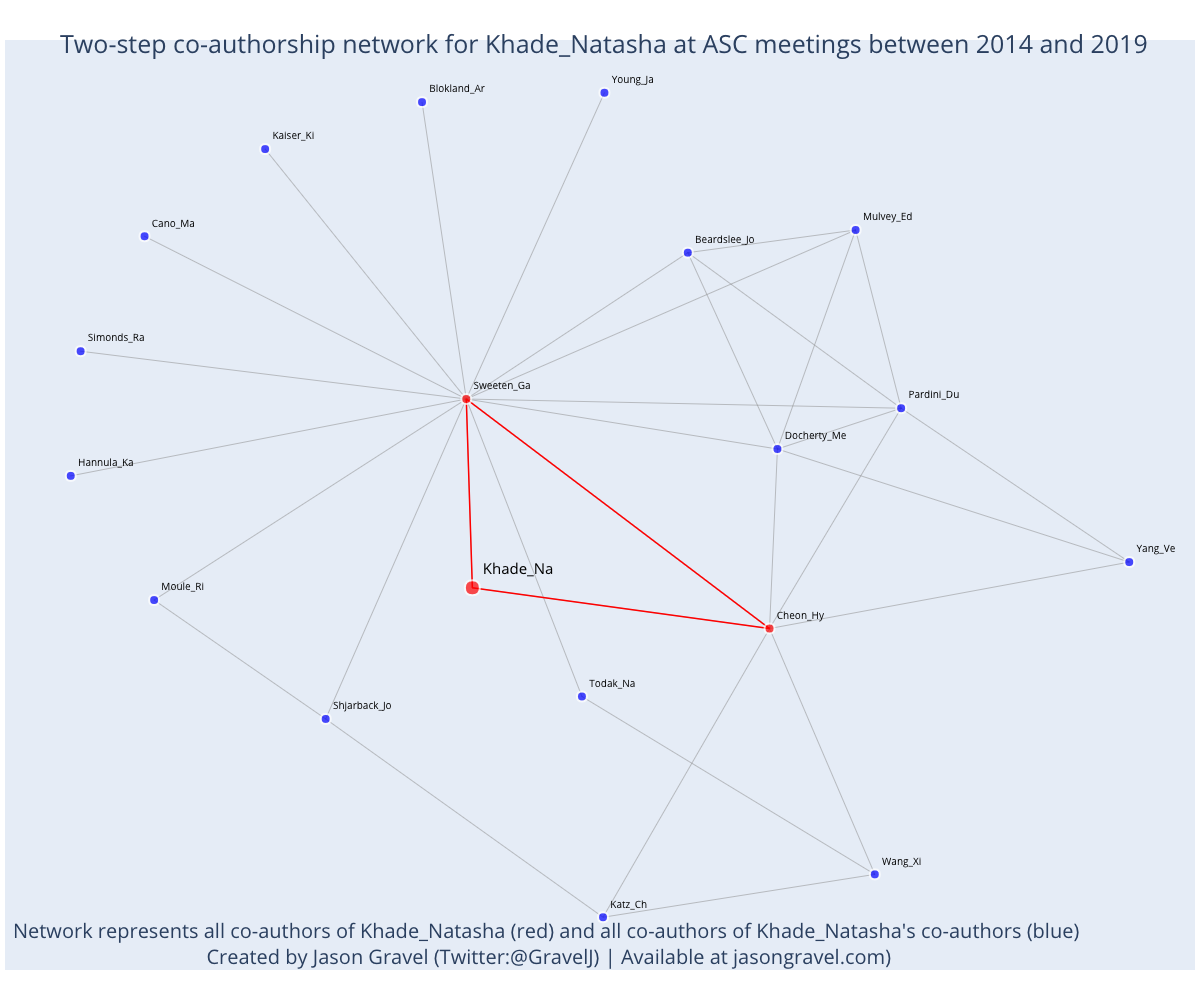 Two-step co-authorship network for Khade_Natasha at ASC meetings between 2014 and 2019
Young_Ja
Blokland_Ar
Kaiser_Ki
Mulvey_Ed
Cano_Ma
Beardslee_Jo
Simonds_Ra
Sweeten_Ga
Pardini_Du
Docherty_Me
Hannula_Ka
Yang_Ve
Khade_Na
Moule_Ri
Cheon_Hy
Todak_Na
Shjarback_Jo
Wang_Xi
Katz_Ch
Network represents all co-authors of Khade_Natasha (red) and all co-authors of Khade_Natasha's co-authors (blue)
Created by Jason Gravel (Twitter:@GravelJ) | Available at jasongravel.com)